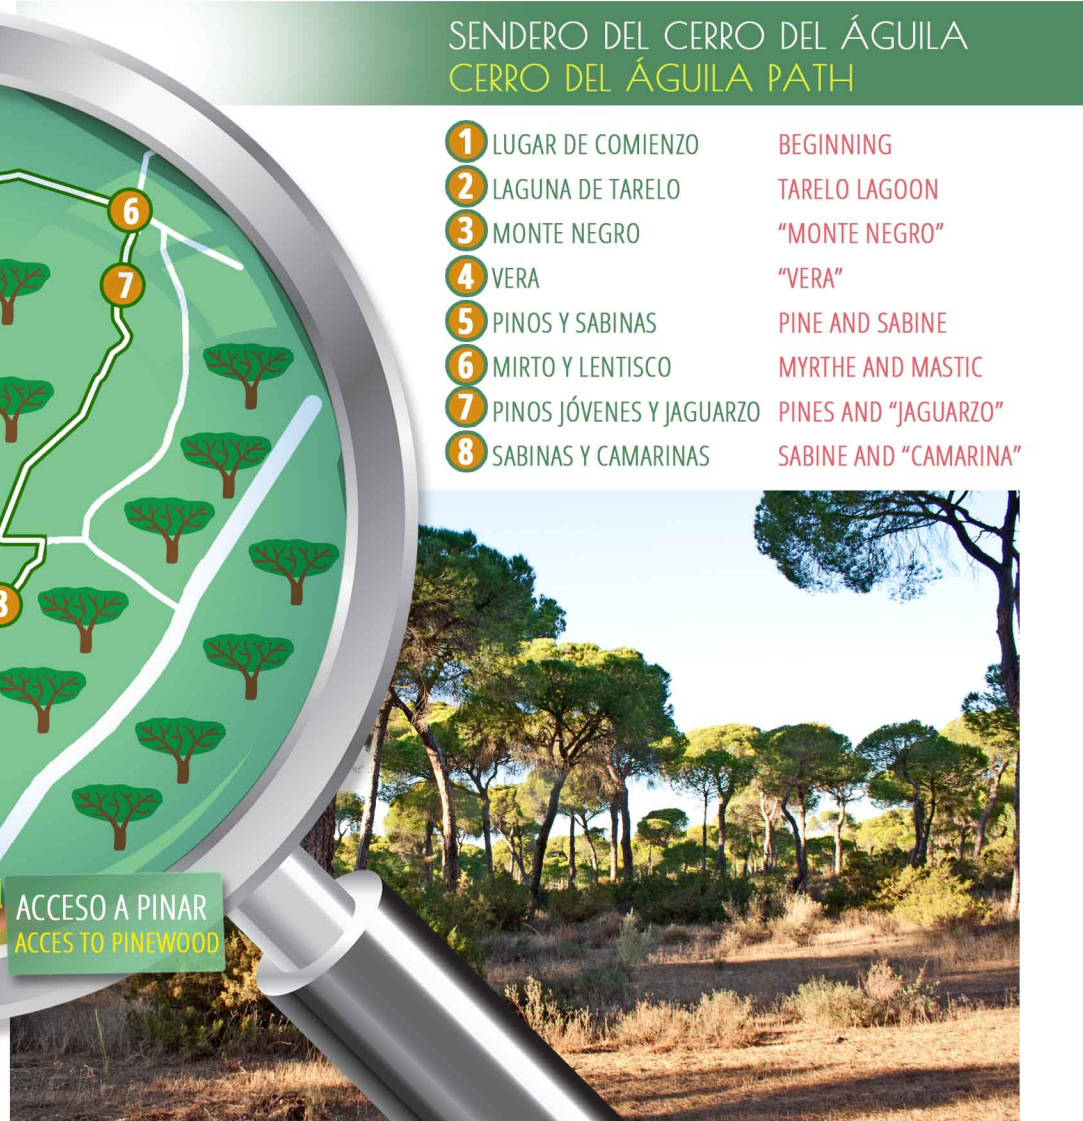 SENDERO DEL CERRO DEL ÁGUILA
CERRO DEL ÁGUILA PATH
1 LUGAR DE COMIENZO BEGINNING
2 LAGUNA DE TARELO TARELO LAGOON
3 MONTE NEGRO "MONTE NEGRO"
4 VERA "VERA"
5 PINOS Y SABINAS PINE AND SABINE
6 MIRTO Y LENTISCO MYRTHE AND MASTIC
7 PINOS JÓVENES Y JAGUARZO PINES AND "JAGUARZO"
8 SABINAS Y CAMARINAS SABINE AND "CAMARINA"
6
7
8
ACCESO A PINAR
ACCES TO PINEWOOD